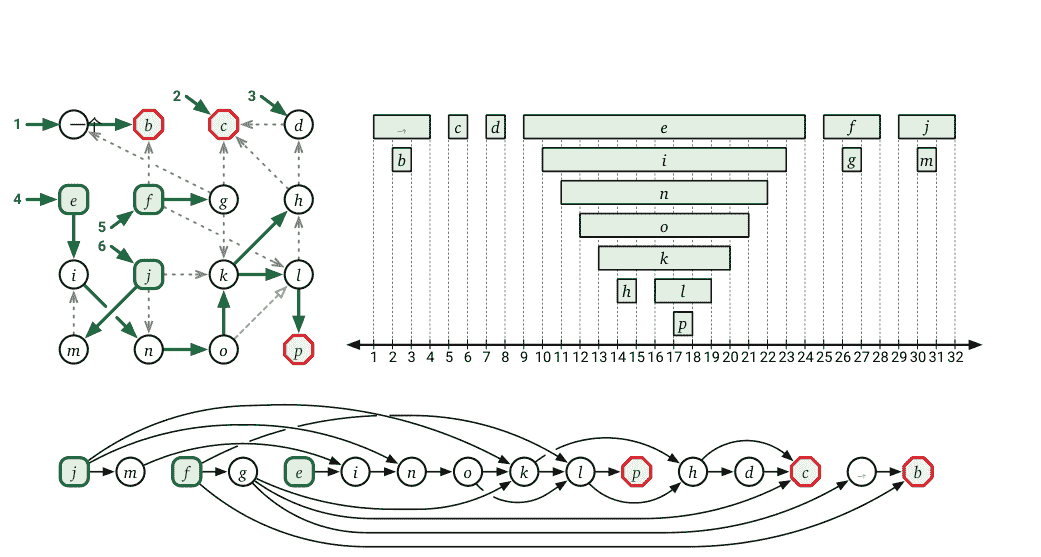 2 3
1 b c d
4 e f g h
5
6
i j k l
m n o p
c d e f j
b i g m
n
o
k
h l
p
1 2 3 4 5 6 7 8 9 10 11 12 13 14 15 16 17 18 19 20 21 22 23 24 25 26 27 28 29 30 31 32
j m f g e i n o k l p h d c b